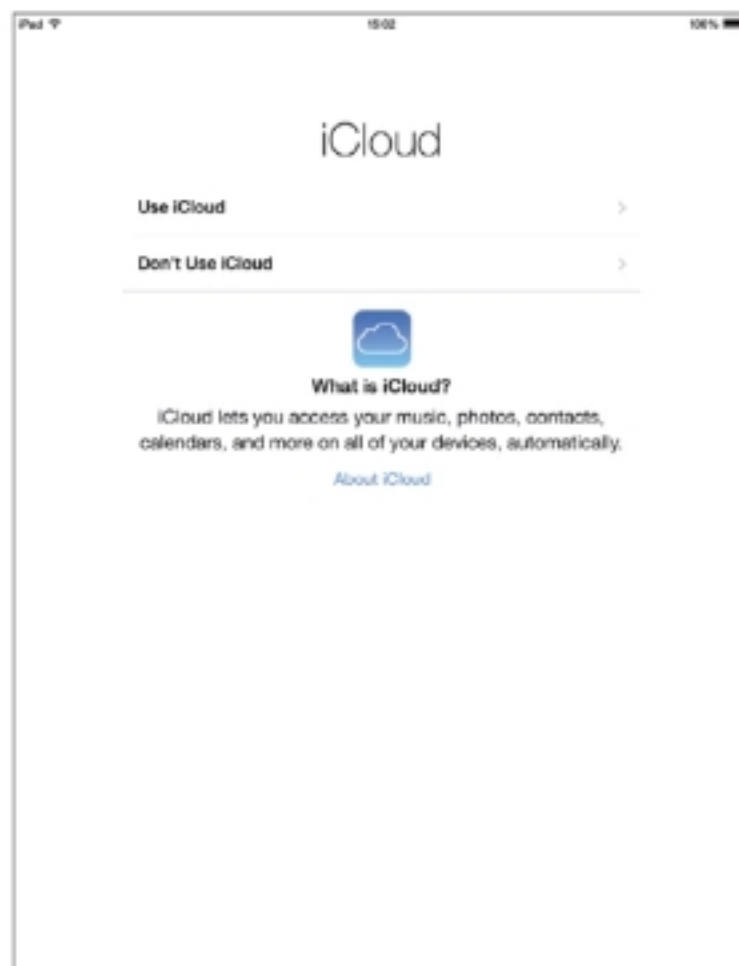 iPad 15:02 100%
iCloud
Use iCloud
Don't Use iCloud
What is iCloud?
iCloud lets you access your music, photos, contacts,
calendars, and more on all of your devices, automatically.
About iCloud